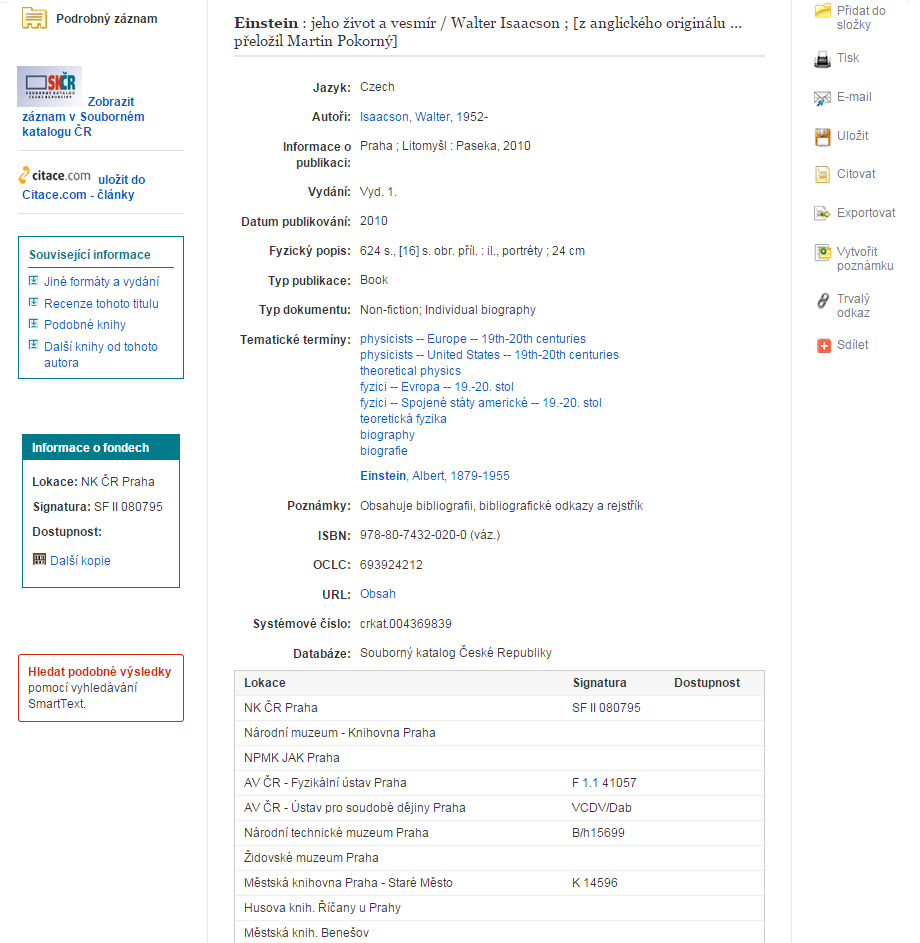 Podrobný záznam
Zobrazit
záznam v Souborném
katalogu ČR
citace.com uložit do
Citace.com - články
Související informace
Jiné formáty a vydání
Recenze tohoto titulu
Podobné knihy
Další knihy od tohoto
autora
Informace o fondech
Lokace: NK ČR Praha
Signatura: SF II 080795
Dostupnost:
Další kopie
Hledat podobné výsledky
pomocí vyhledávání
SmartText.
Einstein : jeho život a vesmír / Walter Isaacson ; [z anglického originálu ...
přeložil Martin Pokorný]
Jazyk: Czech
Autoři: Isaacson, Walter, 1952-
Informace o Praha ; Litomyšl : Paseka, 2010
publikaci:
Vydání: Vyd. 1.
Datum publikování: 2010
Fyzický popis: 624 s., [16] s. obr. příl. : il., portréty ; 24 cm
Typ publikace: Book
Typ dokumentu: Non-fiction; Individual biography
Tematické termíny: physicists -- Europe -- 19th-20th centuries
physicists -- United States -- 19th-20th centuries
theoretical physics
fyzici -- Evropa -- 19.-20. stol
fyzici -- Spojené státy americké -- 19.-20. stol
teoretická fyzika
biography
biografie
Einstein, Albert, 1879-1955
Poznámky: Obsahuje bibliografii, bibliografické odkazy a rejstřík
ISBN: 978-80-7432-020-0 (váz.)
OCLC: 693924212
URL: Obsah
Systémové číslo: crkat.004369839
Databáze: Souborný katalog České Republiky
Lokace Signatura Dostupnost
NK ČR Praha SF II 080795
Národní muzeum - Knihovna Praha
NPMK JAK Praha
AV ČR - Fyzikální ústav Praha F 1.1 41057
AV ČR - Ústav pro soudobé dějiny Praha VCDV/Dab
Národní technické muzeum Praha B/h15699
Židovské muzeum Praha
Městská knihovna Praha - Staré Město K 14596
Husova knih. Říčany u Prahy
Městská knih. Benešov
Přidat do
složky
Tisk
E-mail
Uložit
Citovat
Exportovat
Vytvořit
poznámku
Trvalý
odkaz
Sdílet